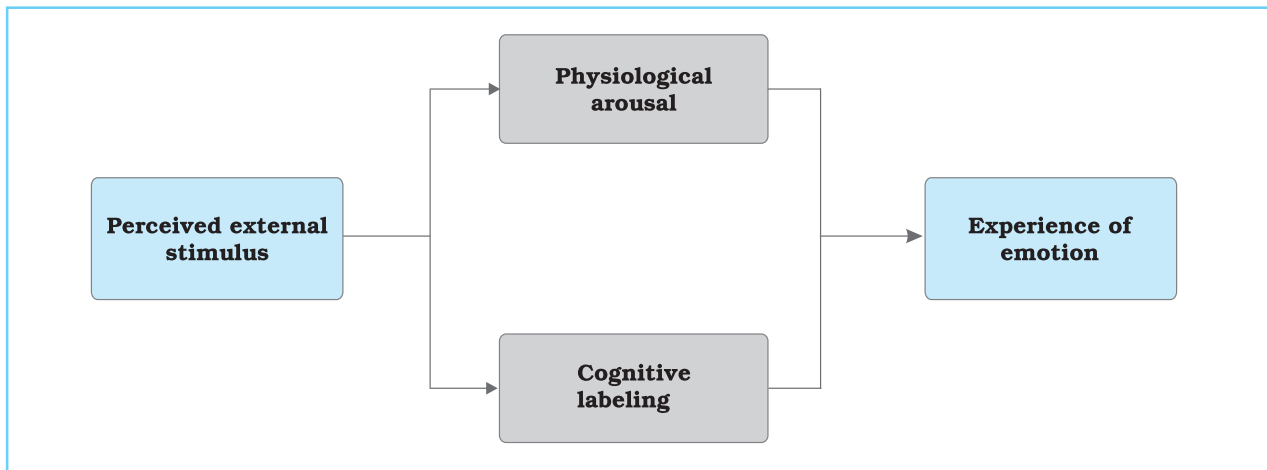 Physiological
arousal
Perceived external
stimulus
Experience of
emotion
Cognitive
labeling